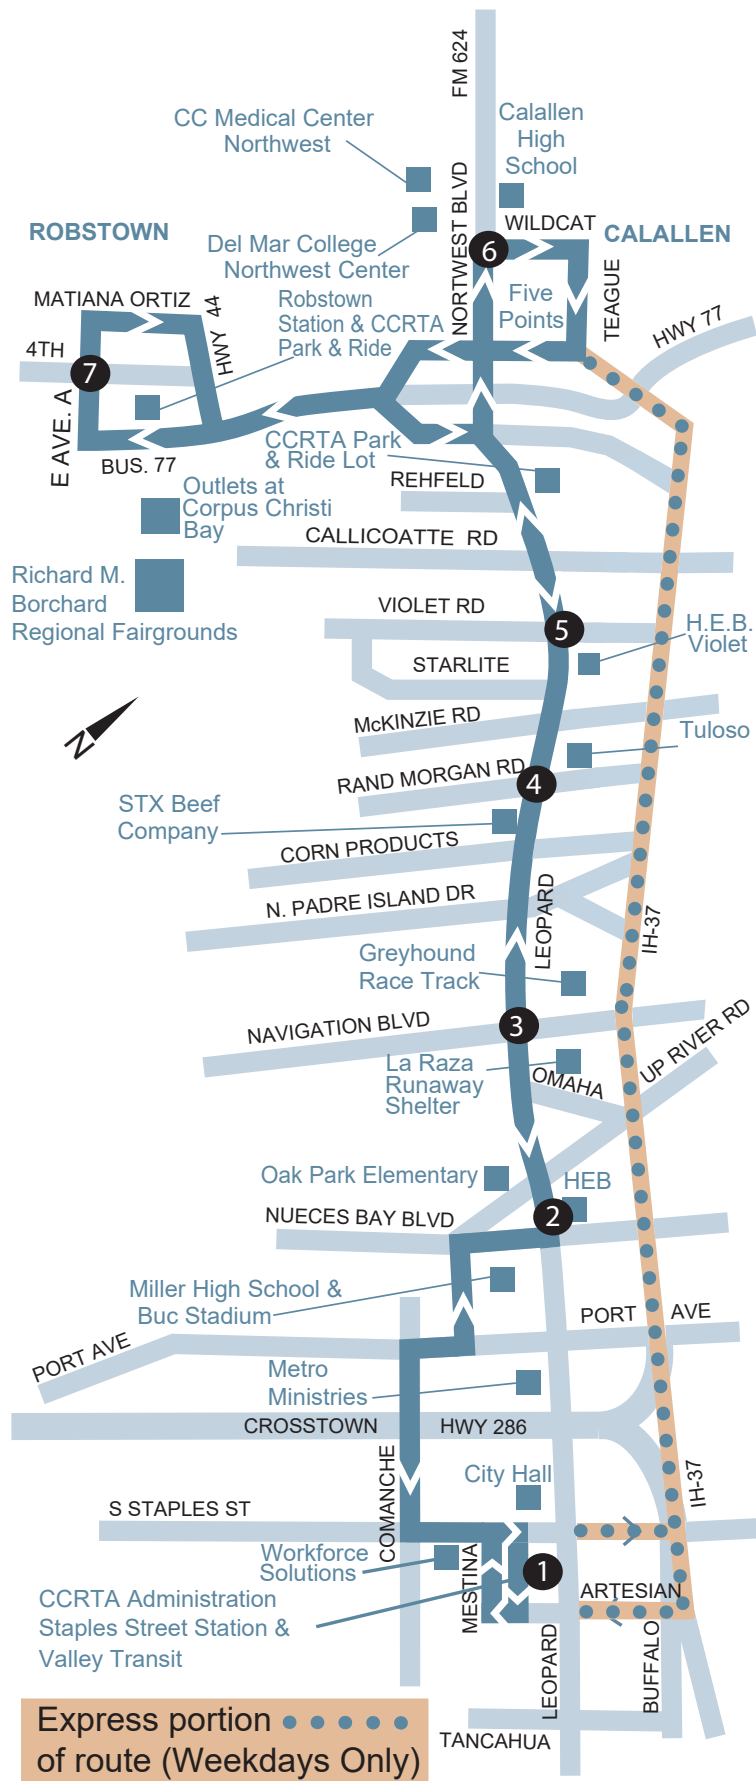 FM 624
CC Medical Center
Northwest
Calallen
High
School
NORTWEST BLVD
WILDCAT
ROBSTOWN
Del Mar College
Northwest Center
6
CALALLEN
TEAGUE
MATIANA ORTIZ
HWY 44
Robstown
Station & CCRTA
Park & Ride
Five
Points
HWY 77
4TH
7
E AVE. A
BUS. 77
CCRTA Park
& Ride Lot
REHFELD
Outlets at
Corpus Christi
Bay
CALLICOATTE RD
Richard M.
Borchard
Regional Fairgrounds
VIOLET RD
5
H.E.B.
Violet
STARLITE
N
McKINZIE RD
Tuloso
RAND MORGAN RD
4
STX Beef
Company
CORN PRODUCTS
N. PADRE ISLAND DR
LEOPARD
IH-37
Greyhound
Race Track
NAVIGATION BLVD
3
UP RIVER RD
La Raza
Runaway
Shelter
OMAHA
Oak Park Elementary
HEB
NUECES BAY BLVD
2
Miller High School &
Buc Stadium
PORT AVE
PORT AVE
Metro
Ministries
CROSSTOWN HWY 286
COMANCHE
City Hall
IH-37
S STAPLES ST
Workforce
Solutions
MESTINA
1
ARTESIAN
CCRTA Administration
Staples Street Station &
Valley Transit
LEOPARD
BUFFALO
TANCAHUA
Express portion
of route (Weekdays Only)